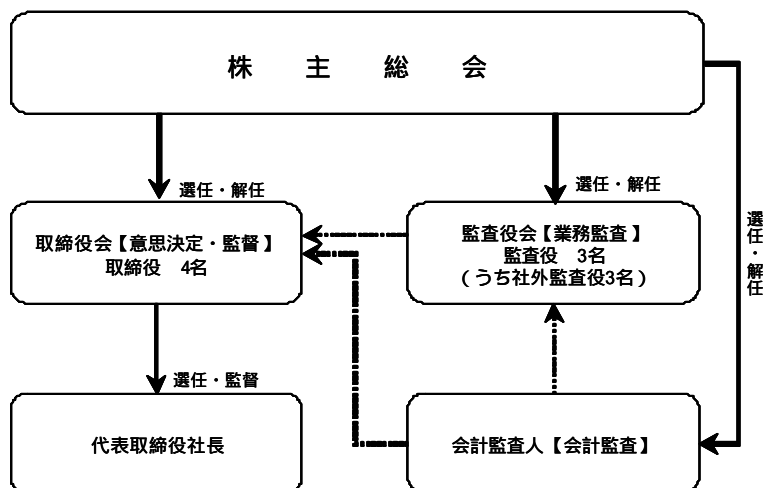 株 主 総 会
選任・解任
選任・解任
選任・解任
取締役会【意思決定・監督】
取締役 4名
監査役会【業務監査】
監査役 3名
(うち社外監査役3名)
選任・監督
代表取締役社長
会計監査人【会計監査】